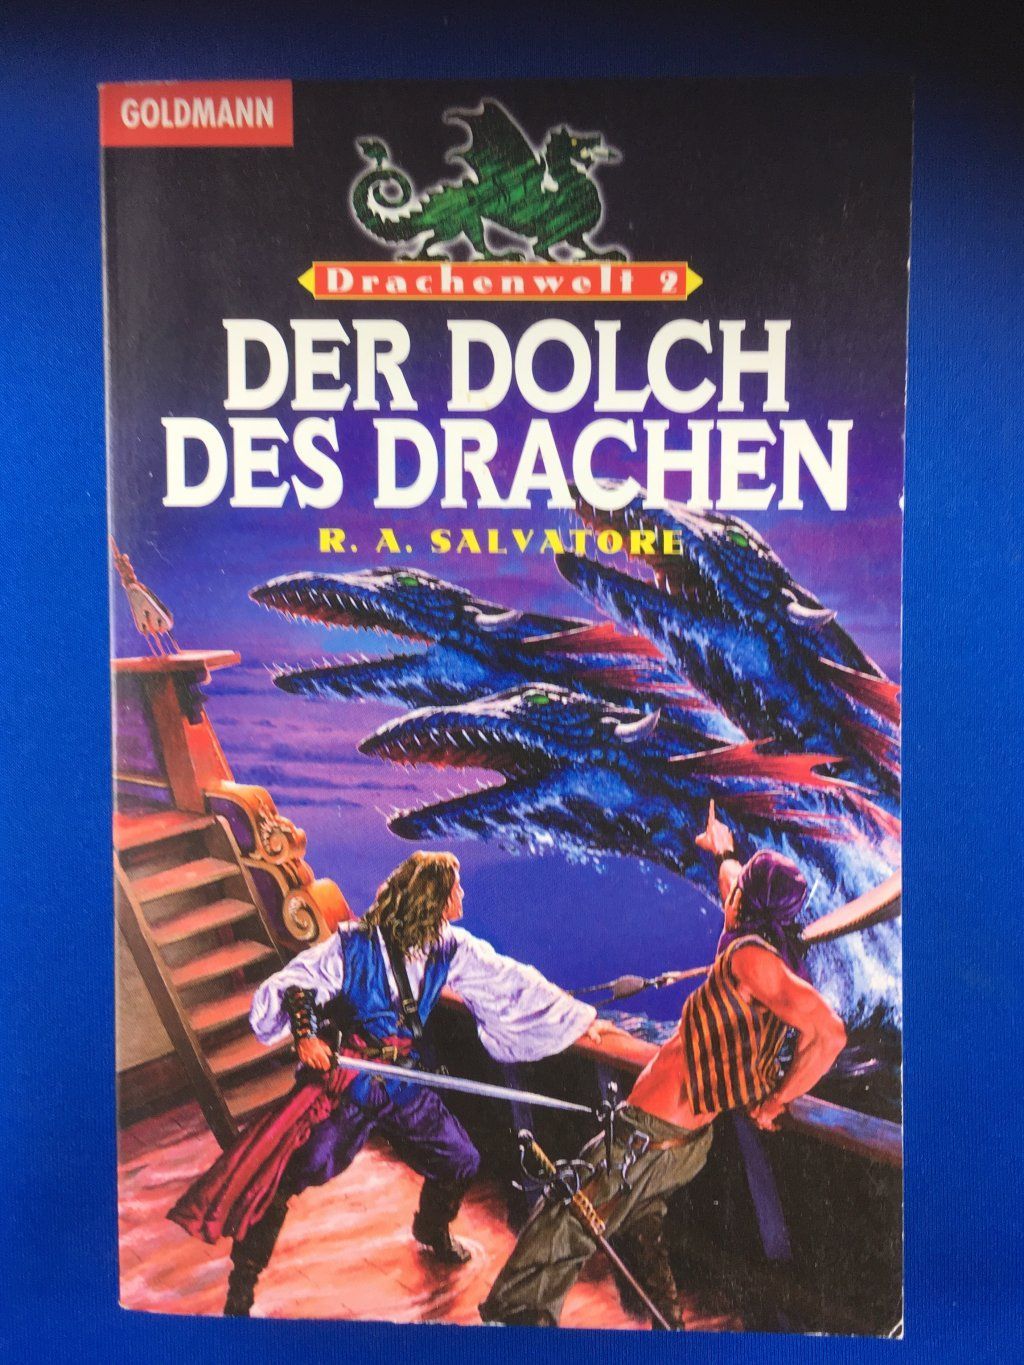 GOLDMANN
Drachenwelt 2
DER DOLCH
DES DRACHEN
R. A. SALVATORE